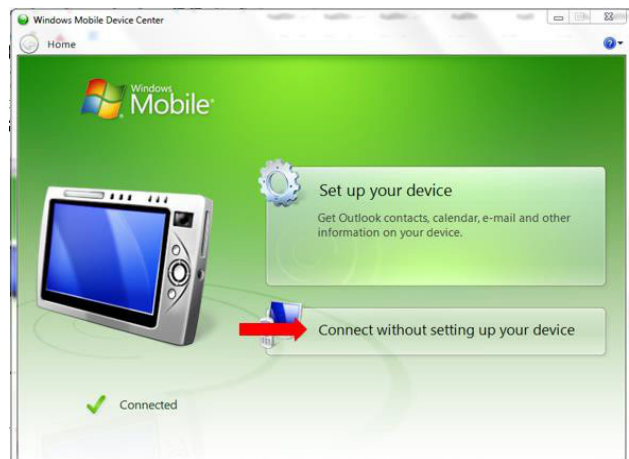 Windows Mobile Device Center
Home
Windows
Mobile
Set up your device
Get Outlook contacts, calendar, e-mail and other
information on your device.
Connect without setting up your device
Connected